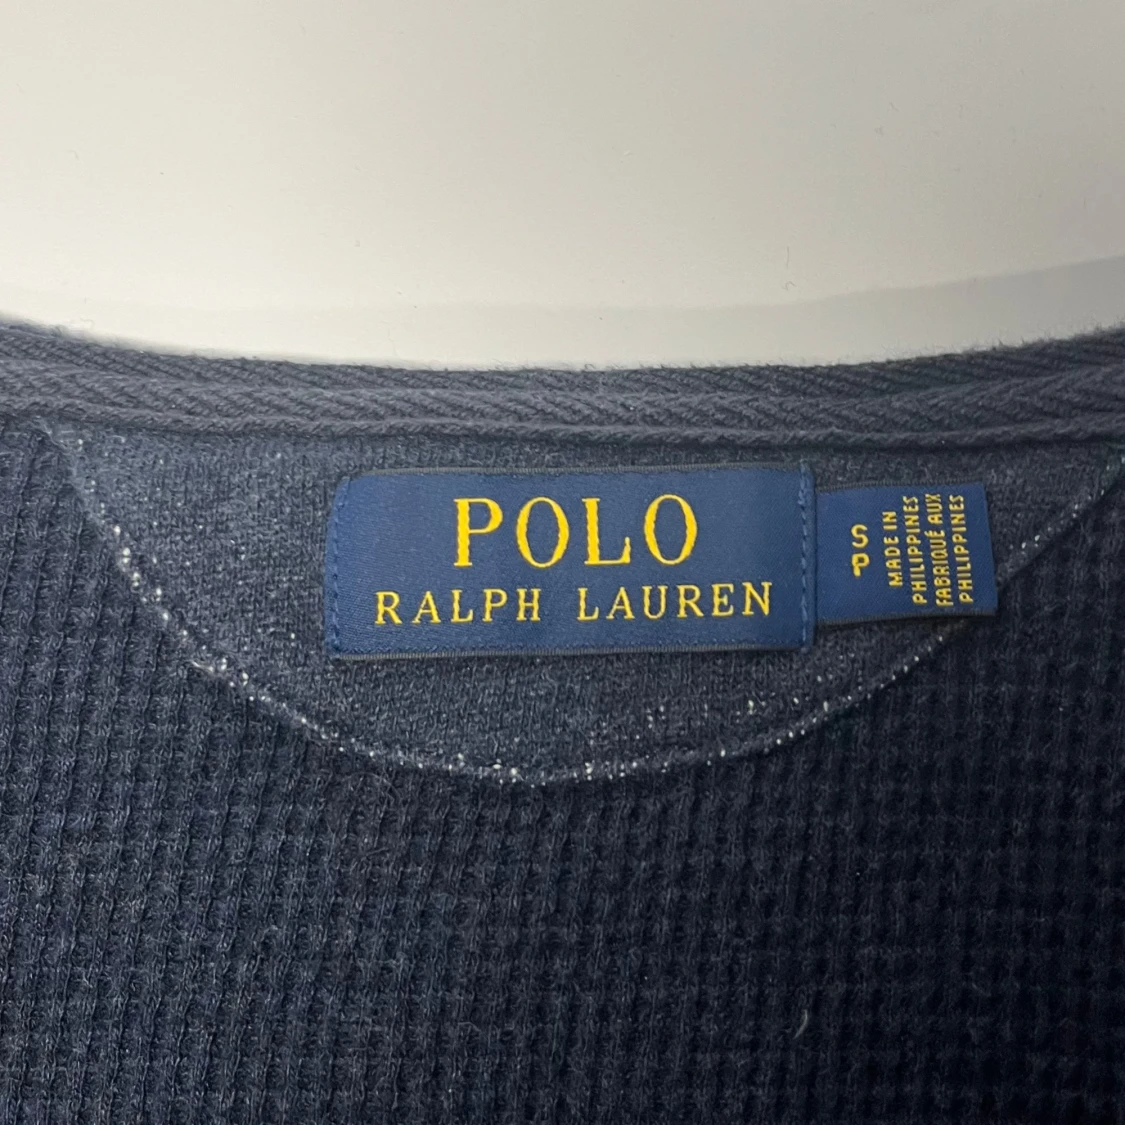 POLO
RALPH LAUREN
S
P
MADE IN
PHILIPPINES
FABRIQUÉ AUX
PHILIPPINES